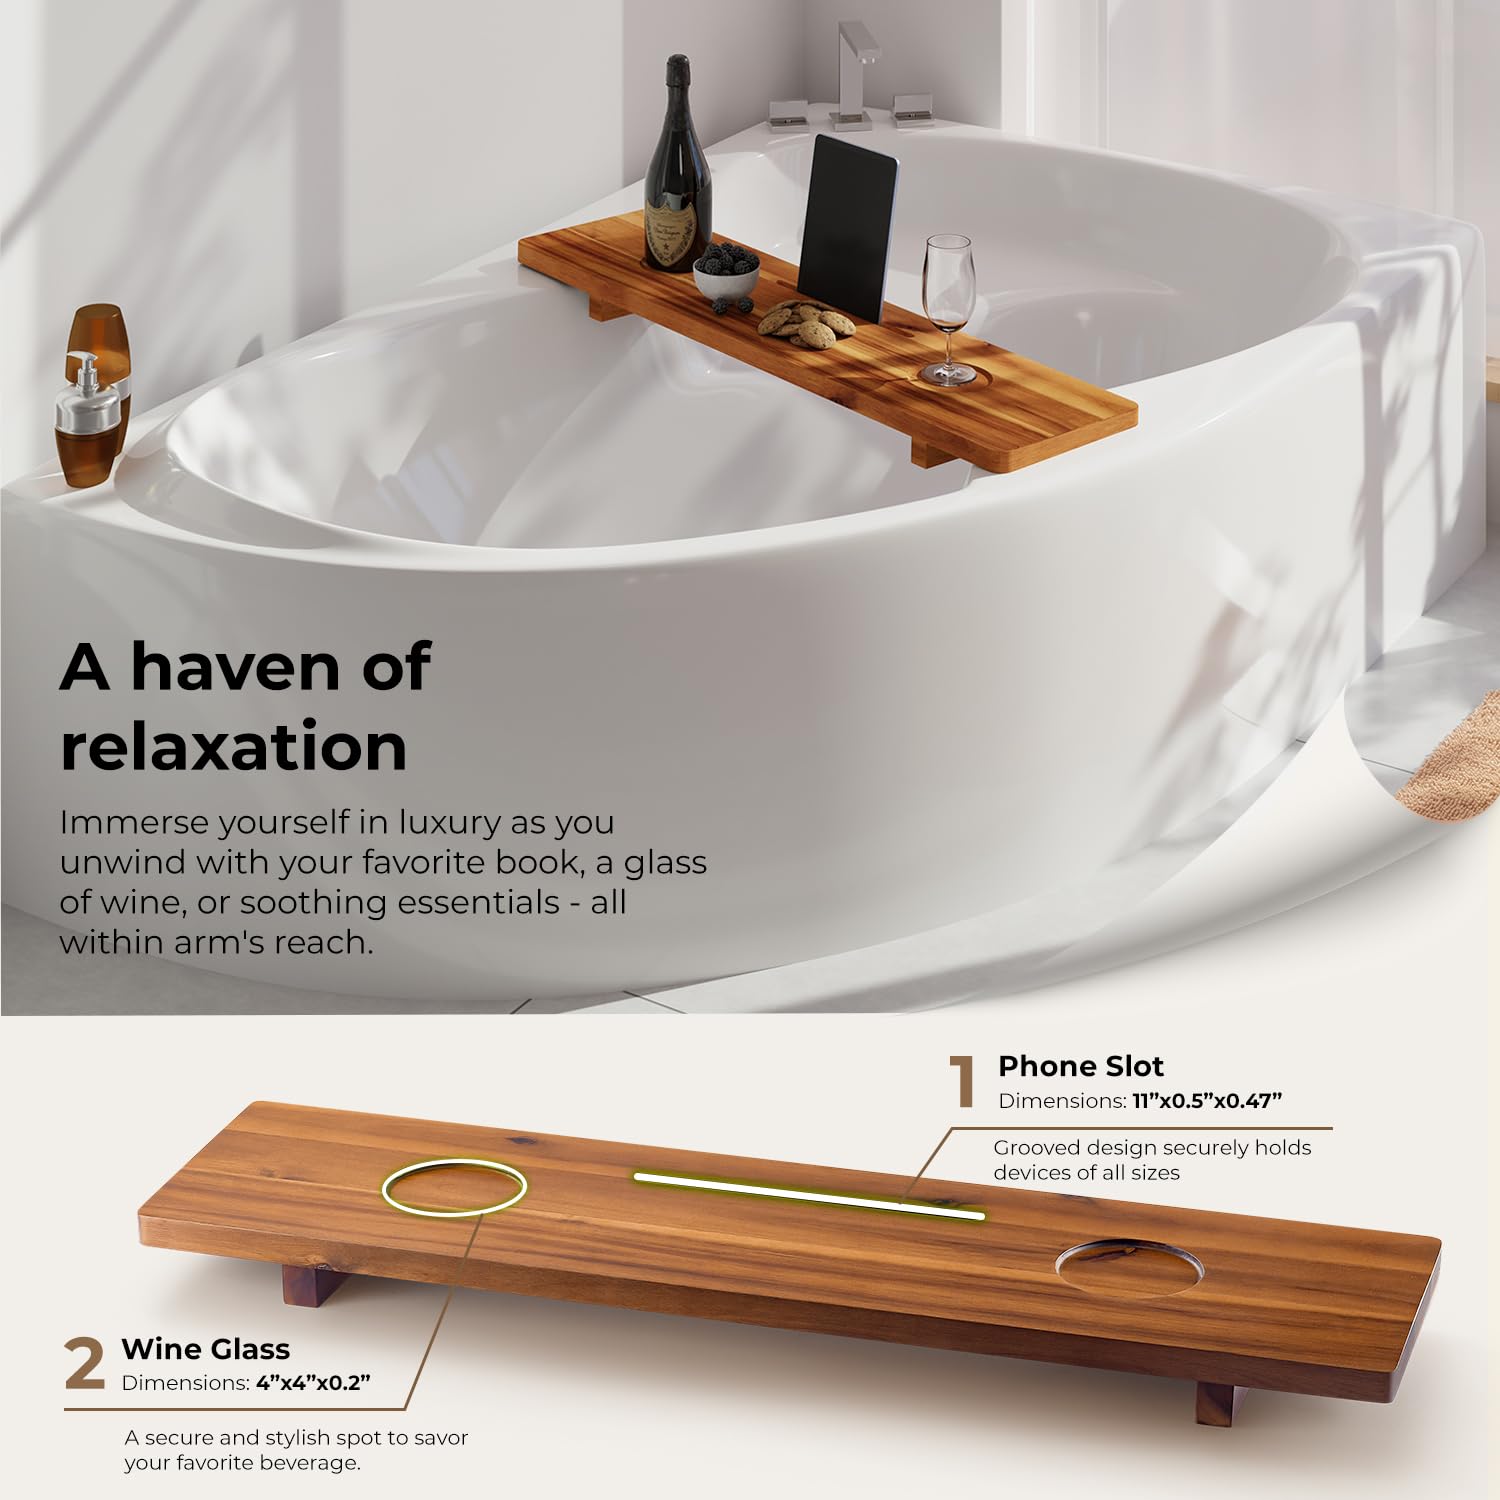 A haven of
relaxation
Immerse yourself in luxury as you
unwind with your favorite book, a glass
of wine, or soothing essentials - all
within arm's reach.
1 Phone Slot
Dimensions: 11”x0.5”x0.47”
Grooved design securely holds
devices of all sizes
2 Wine Glass
Dimensions: 4”x4”x0.2”
A secure and stylish spot to savor
your favorite beverage.